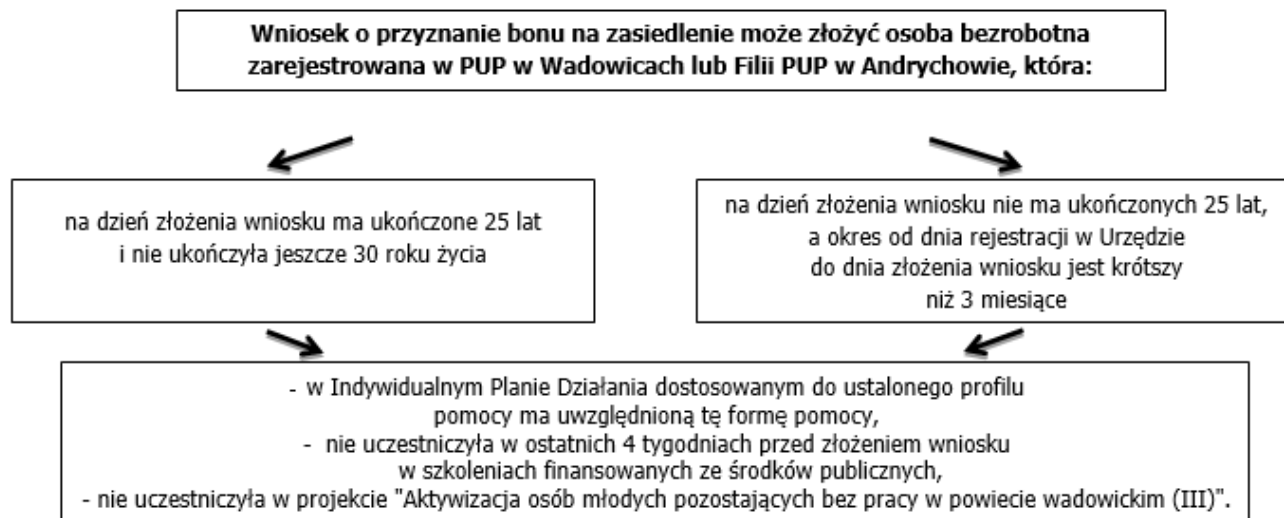 Wniosek o przyznanie bonu na zasiedlenie może złożyć osoba bezrobotna
zarejestrowana w PUP w Wadowicach lub Filii PUP w Andrychowie, która:
na dzień złożenia wniosku ma ukończone 25 lat
i nie ukończyła jeszcze 30 roku życia
na dzień złożenia wniosku nie ma ukończonych 25 lat,
a okres od dnia rejestracji w Urzędzie
do dnia złożenia wniosku jest krótszy
niż 3 miesiące
- w Indywidualnym Planie Działania dostosowanym do ustalonego profilu
pomocy ma uwzględnioną tę formę pomocy,
- nie uczestniczyła w ostatnich 4 tygodniach przed złożeniem wniosku
w szkoleniach finansowanych ze środków publicznych,
- nie uczestniczyła w projekcie "Aktywizacja osób młodych pozostających bez pracy w powiecie wadowickim (III)".